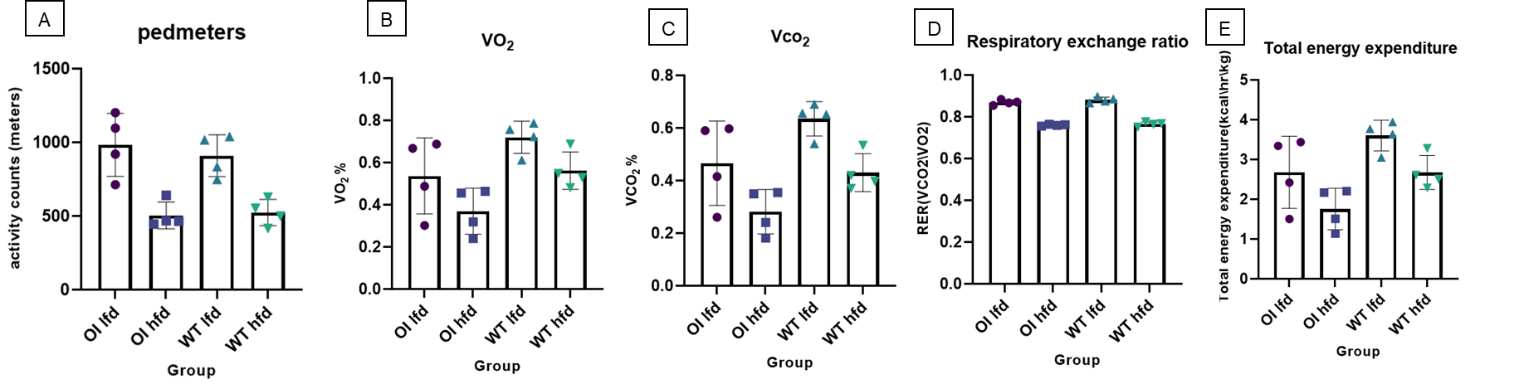 A
pedmeters
activity counts (meters)
1500
1000
500
0
OI lfd
OI hfd
WT lfd
WT hfd
Group
B
VO2
VO2 %
1.0
0.8
0.6
0.4
0.2
0.0
OI lfd
OI hfd
WT lfd
WT hfd
Group
C
Vco2
VCO2 %
0.8
0.6
0.4
0.2
0.0
OI lfd
OI hfd
WT lfd
WT hfd
Group
D
Respiratory exchange ratio
RER(VCO2\VO2)
1.0
0.8
0.6
0.4
0.2
0.0
OI lfd
OI hfd
WT lfd
WT hfd
Group
E
Total energy expenditure
Total energy expenditure(kcal\hr\kg)
5
4
3
2
1
0
OI lfd
OI hfd
WT lfd
WT hfd
Group